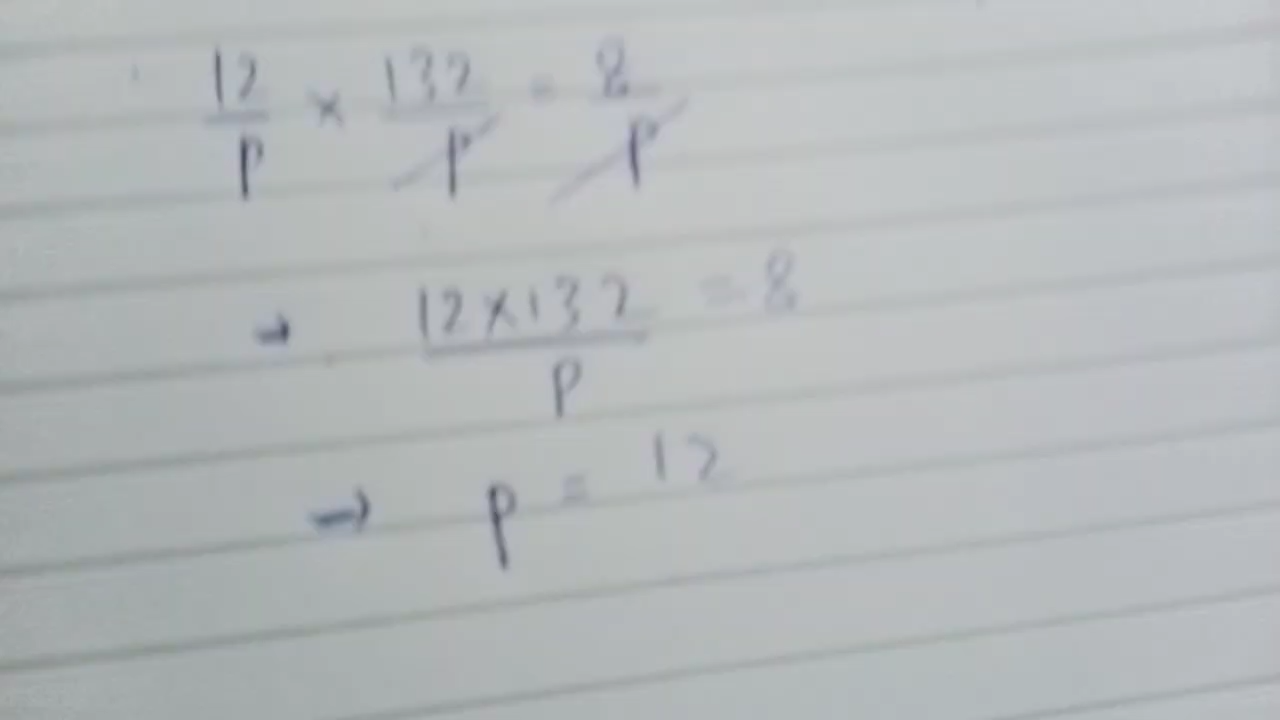 12/p × 132/p = 8/p
→ 12×132/p = 8
→ p = 12